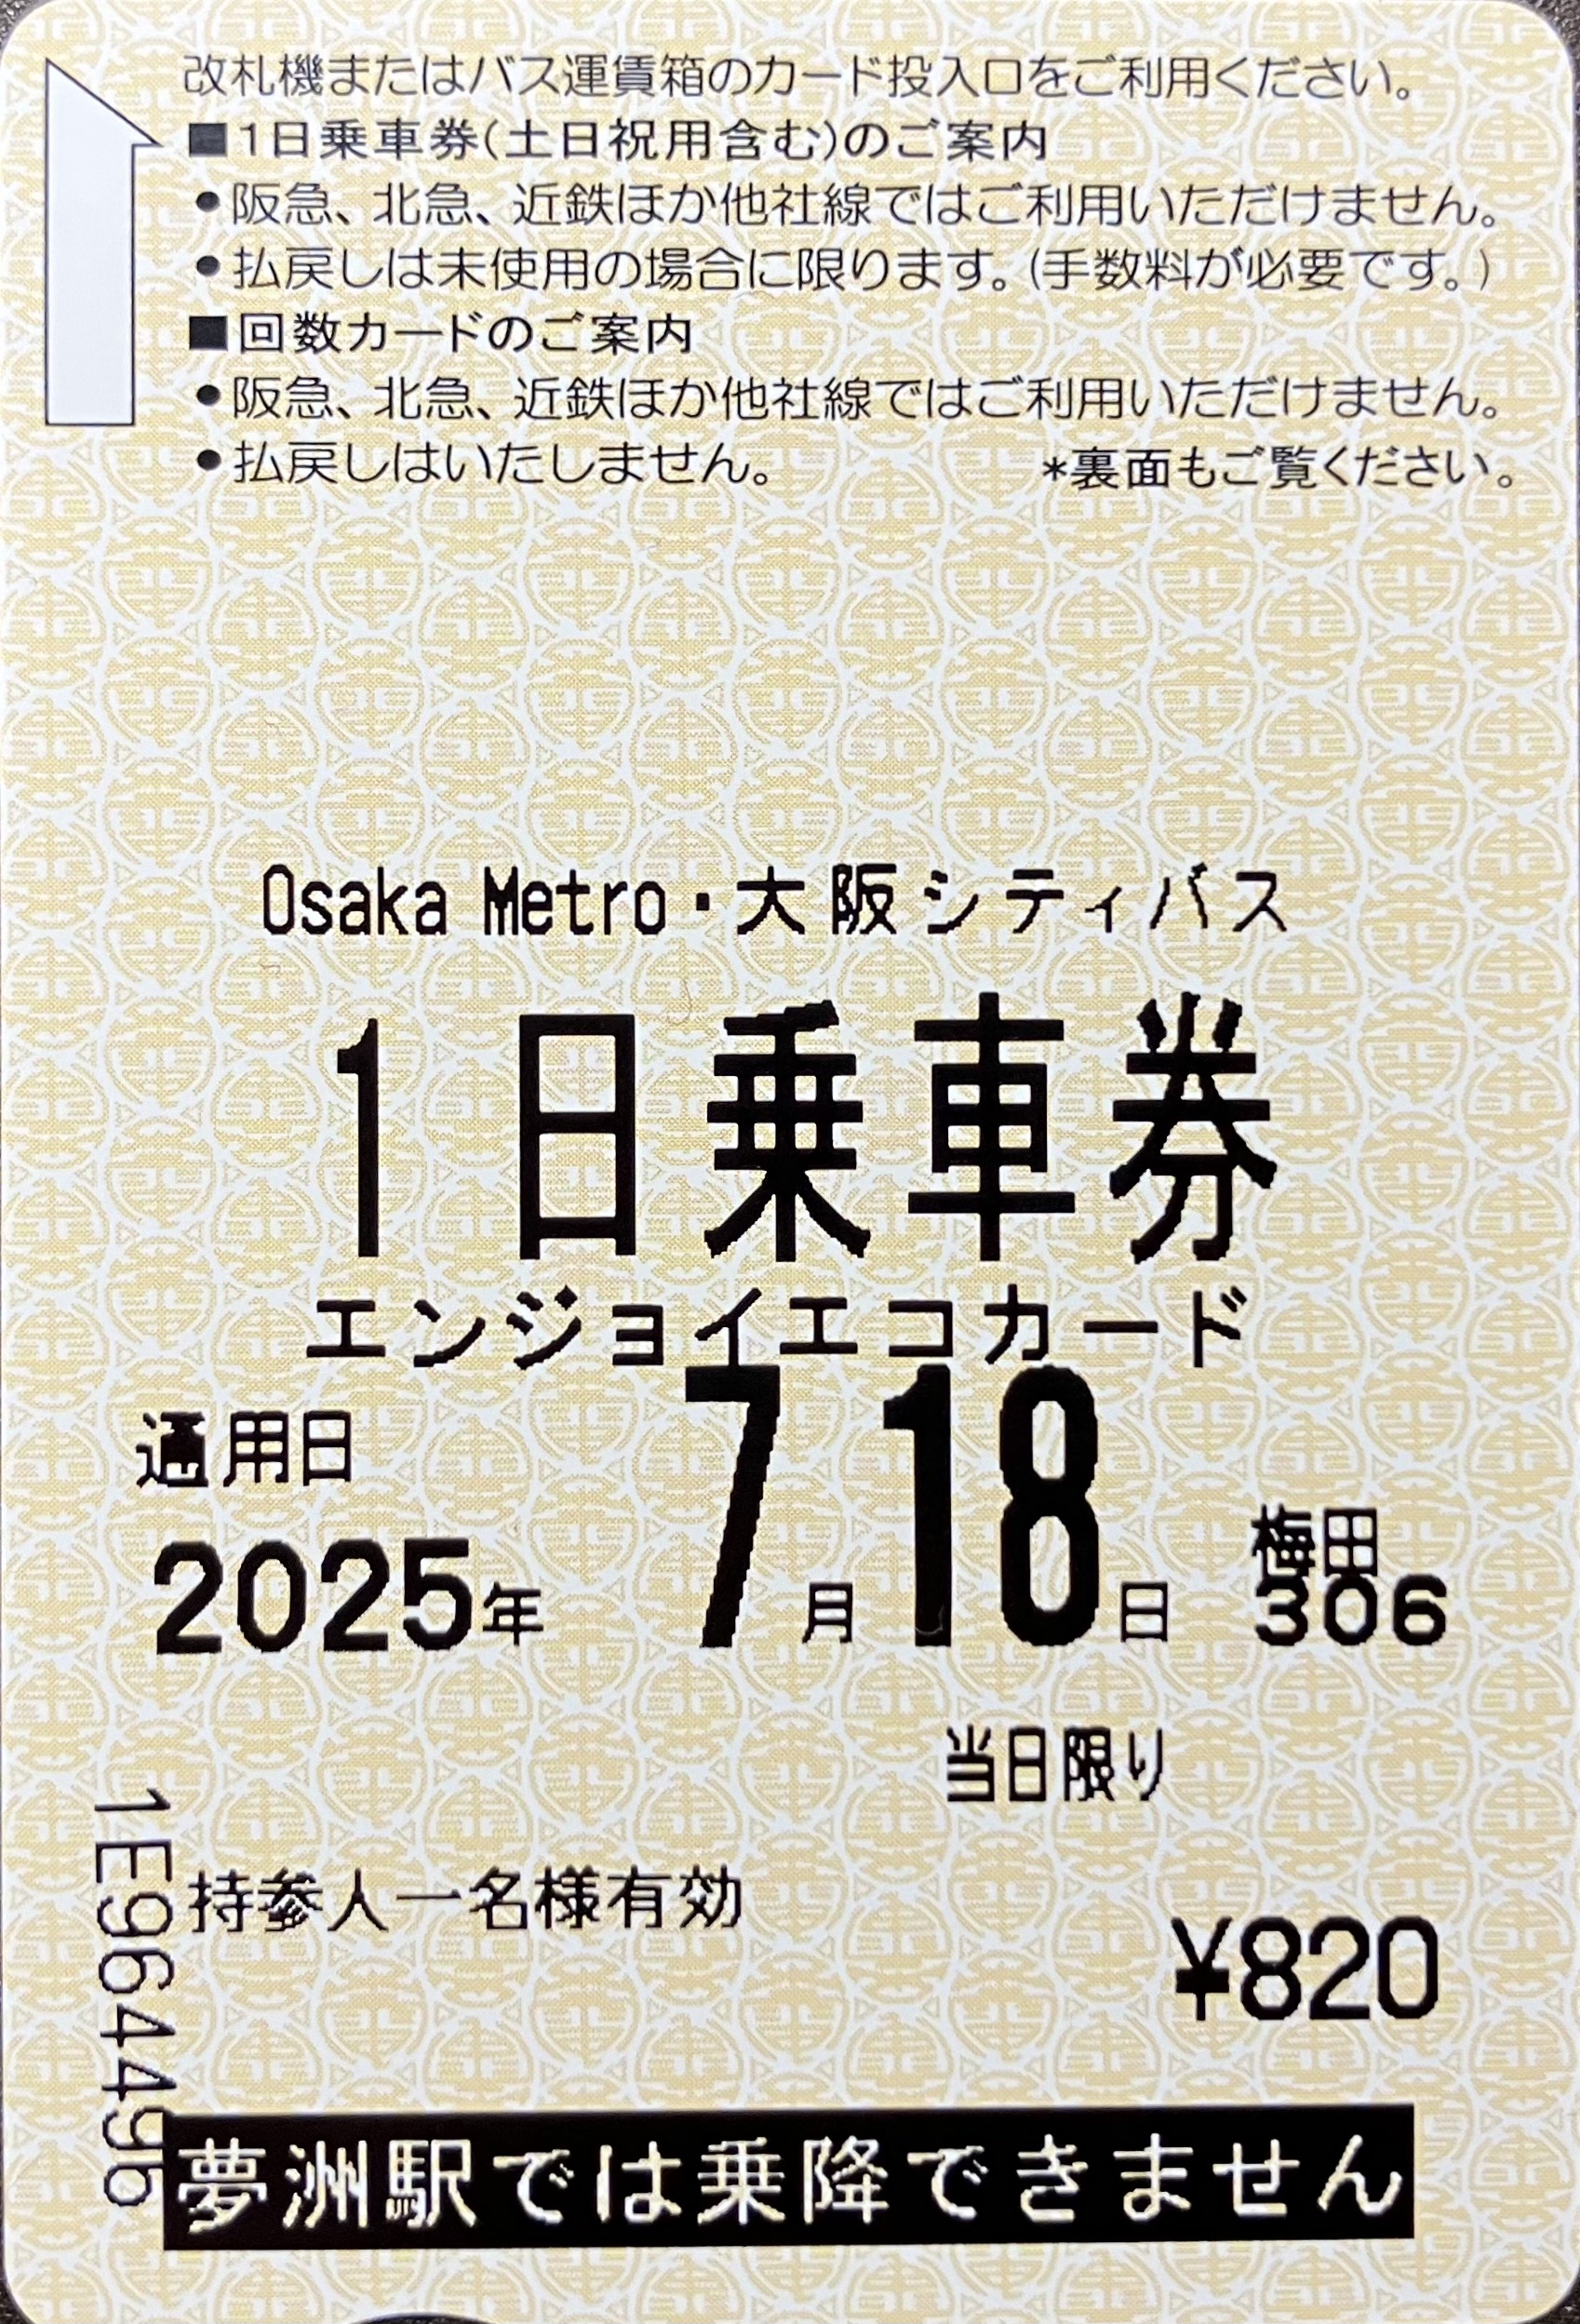 改札機またはバス運賃箱のカード投入口をご利用ください。
■1日乗車券(土日祝用含む)のご案内
●阪急、北急、近鉄ほか他社線ではご利用いただけません。
●払戻しは未使用の場合に限ります。(手数料が必要です。)
■回数カードのご案内
●阪急、北急、近鉄ほか他社線ではご利用いただけません。
●払戻しはいたしません。 *裏面もご覧ください。
Osaka Metro・大阪シティバス
1日乗車券
エンジョイエコカード
通用日
2025年 7月18日 梅田
306
当日限り
持参人一名様有効
¥820
夢洲駅では乗降できません